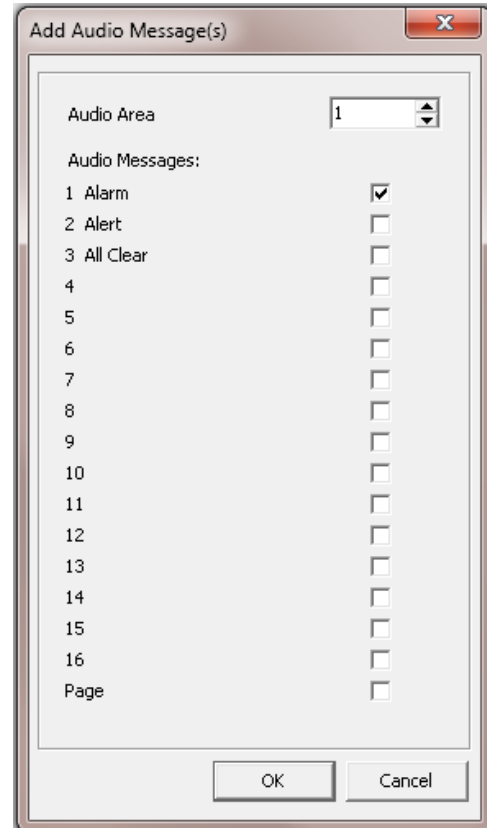 Add Audio Message(s)
Audio Area 1
Audio Messages:
1 Alarm
2 Alert
3 All Clear
4
5
6
7
8
9
10
11
12
13
14
15
16
Page
OK Cancel